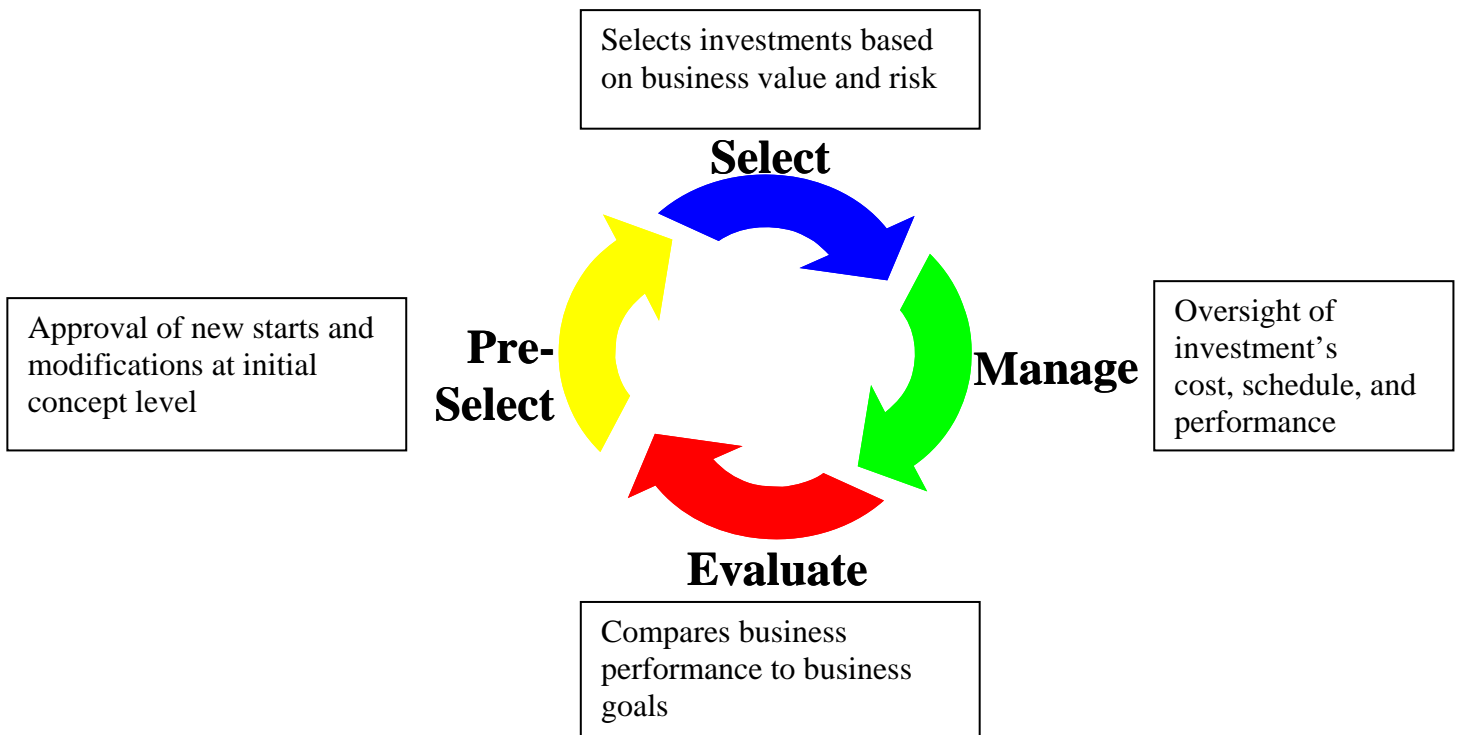 Selects investments based
on business value and risk
Select
Approval of new starts and
modifications at initial
concept level
Pre-
Select
Manage
Oversight of
investment’s
cost, schedule, and
performance
Evaluate
Compares business
performance to business
goals